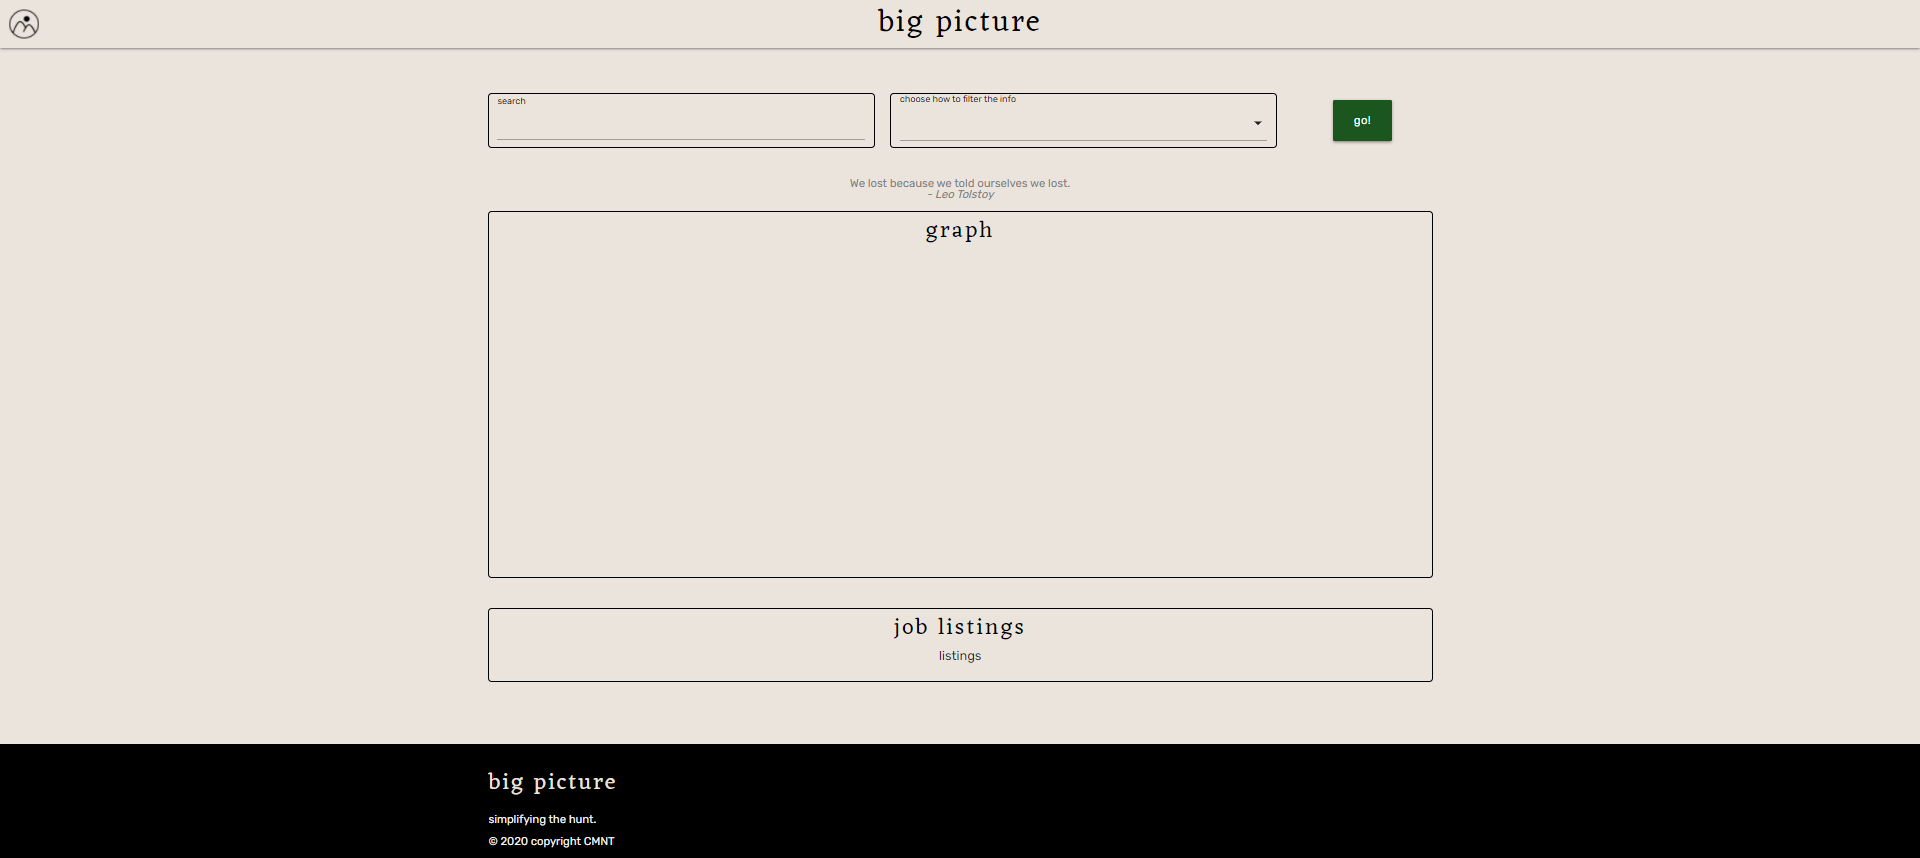 big picture
search
choose how to filter the info
go!
We lost because we told ourselves we lost.
- Leo Tolstoy
graph
job listings
listings
big picture
simplifying the hunt.
© 2020 copyright CMNT